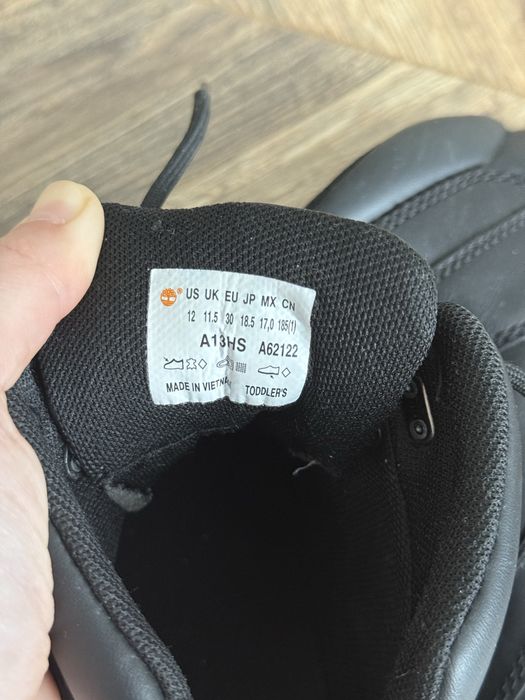 US UK EU JP MX CN
12 11.5 30 18.5 17,0 185(1)
A13HS A62122
MADE IN VIETNAM TODDLER'S